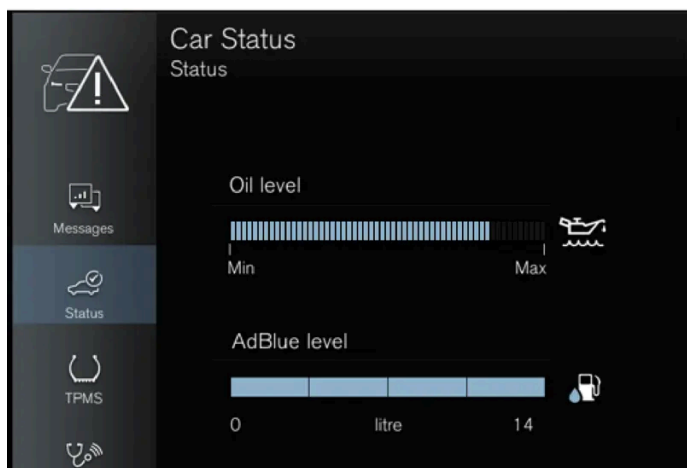 Car Status
Status
Messages
Status
TPMS
Oil level
Min Max
AdBlue level
0 litre 14